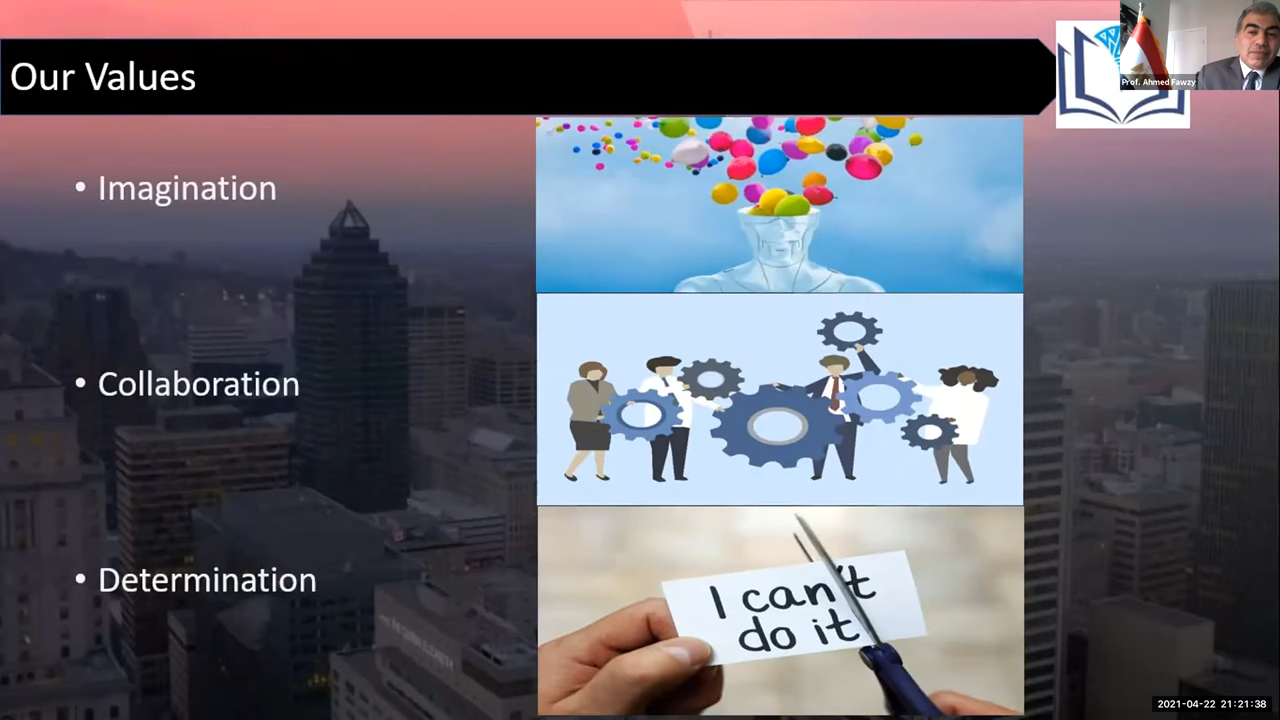 Our Values
Prof. Ahmed Fawzy
• Imagination
• Collaboration
• Determination
I can't
do it
2021-04-22 21:21:38